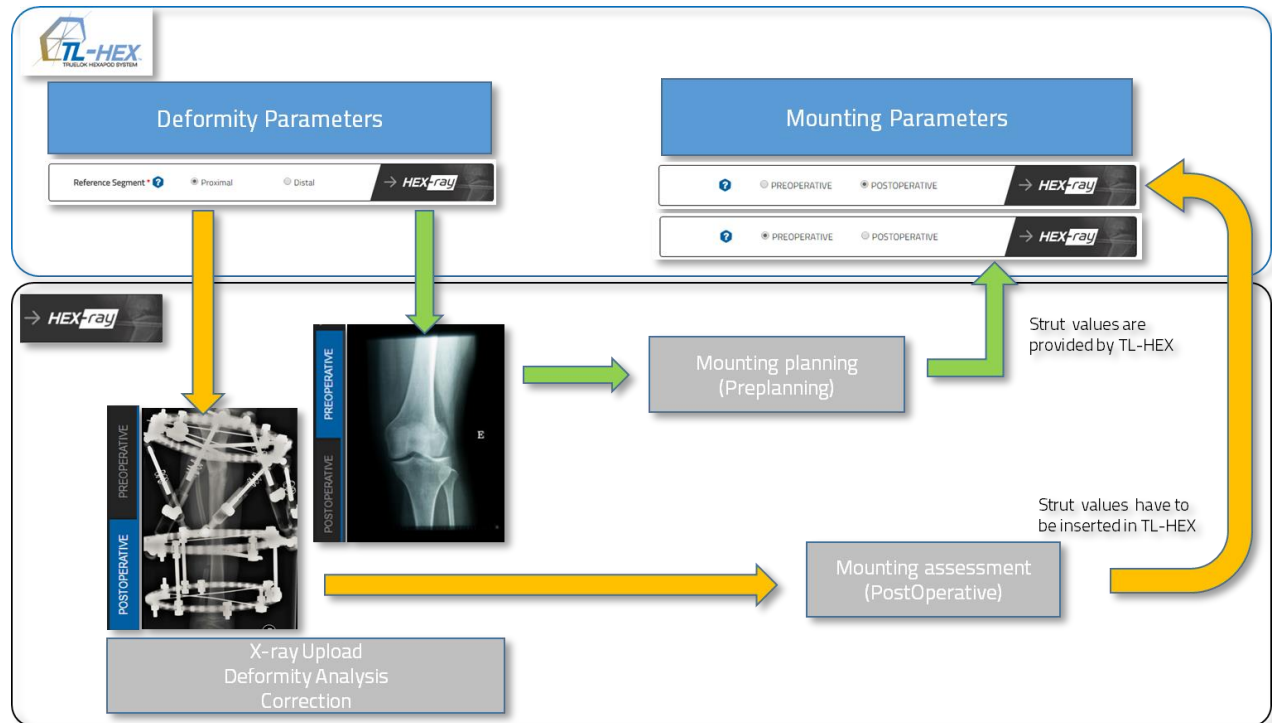 TL-HEX
TRUELOK HEXAPOD SYSTEM
Deformity Parameters
Mounting Parameters
Reference Segment * ? Proximal Distal → HEX-ray
? PREOPERATIVE POSTOPERATIVE → HEX-ray
? PREOPERATIVE POSTOPERATIVE → HEX-ray
→ HEX-ray
PREOPERATIVE
POSTOPERATIVE
E
Mounting planning
(Preplanning)
Strut values are
provided by TL-HEX
PREOPERATIVE
POSTOPERATIVE
Strut values have to
be inserted in TL-HEX
Mounting assessment
(PostOperative)
X-ray Upload
Deformity Analysis
Correction